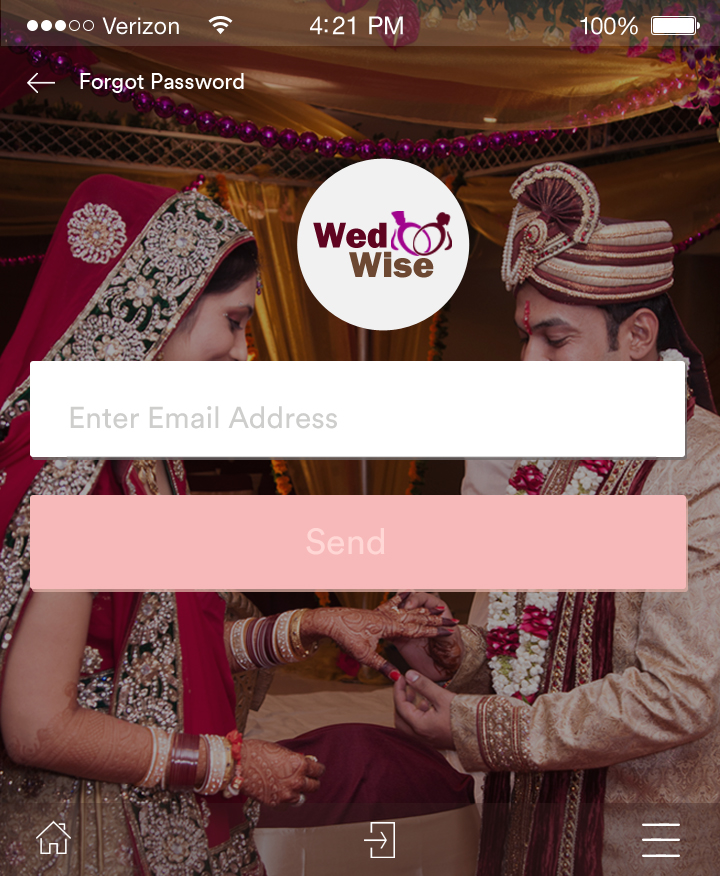 Verizon 4:21 PM 100%
Forgot Password
Wed
Wise
Enter Email Address
Send